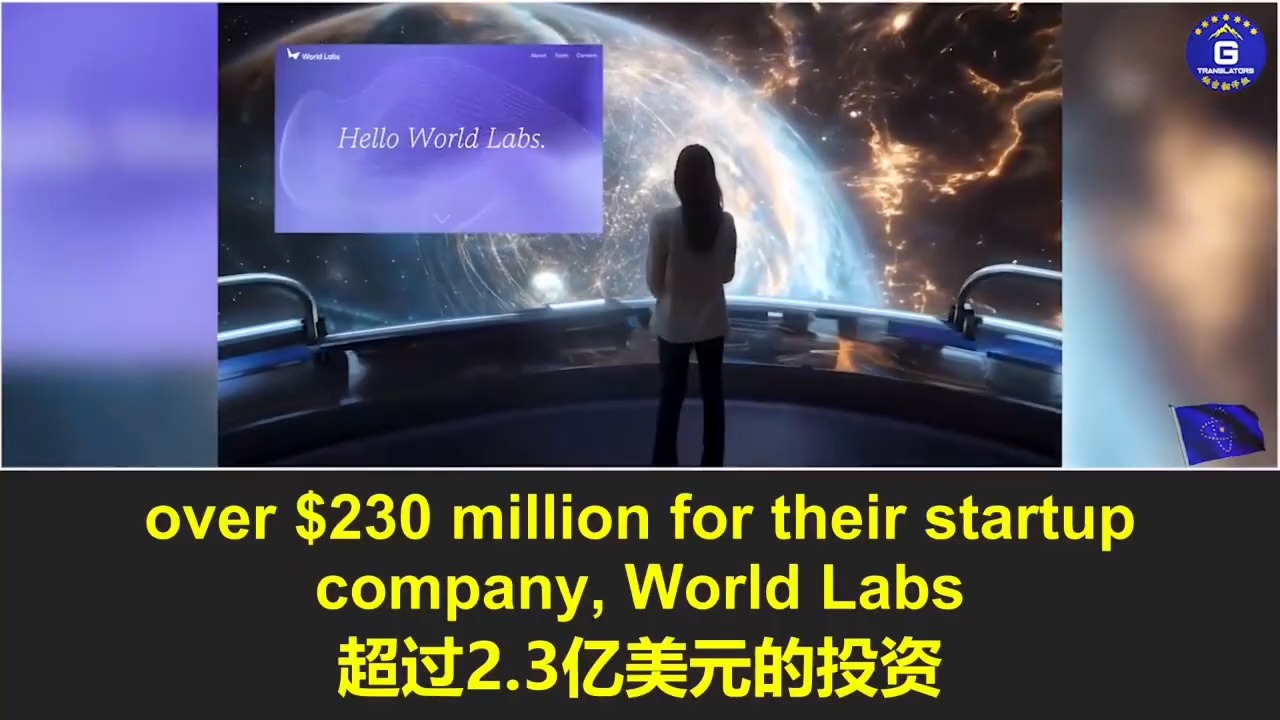 World Labs
About Team Careers
Hello World Labs.
G
TRANSLATORS
over $230 million for their startup
company, World Labs
超过2.3亿美元的投资